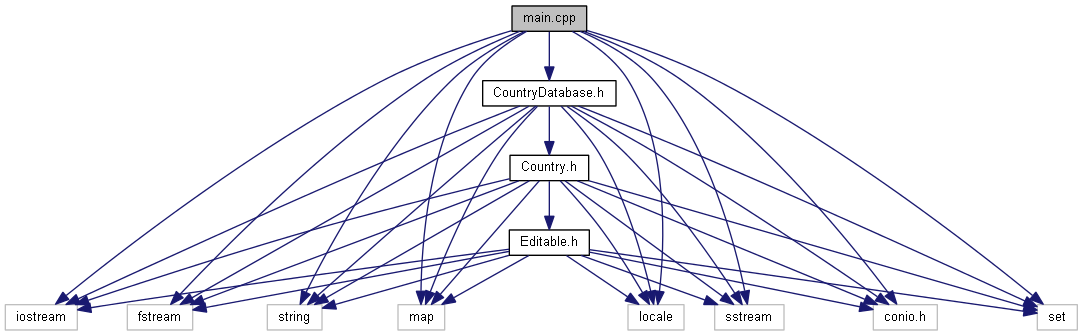 main.cpp
CountryDatabase.h
Country.h
Editable.h
iostream
fstream
string
map
locale
sstream
conio.h
set